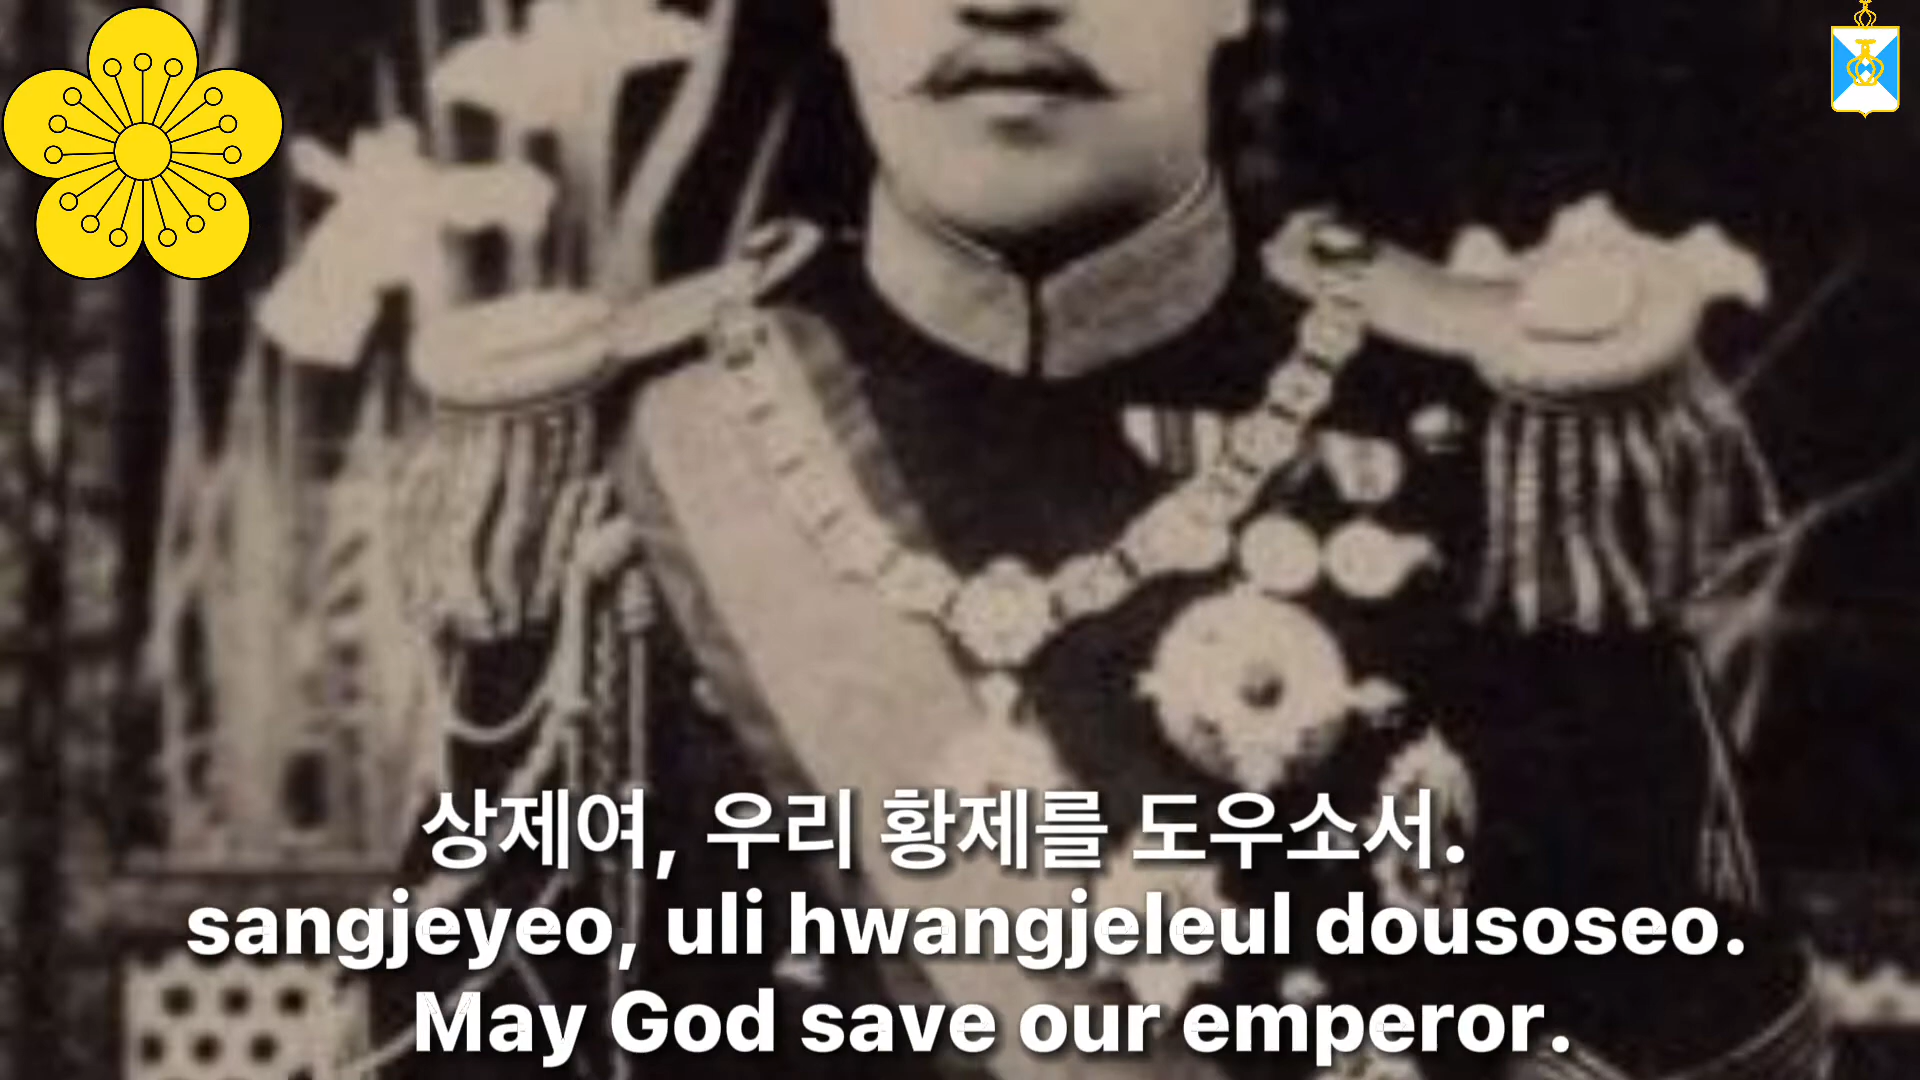 상제여, 우리 황제를 도우소서.
sangjeyeo, uli hwangjeleul dousoseo.
May God save our emperor.